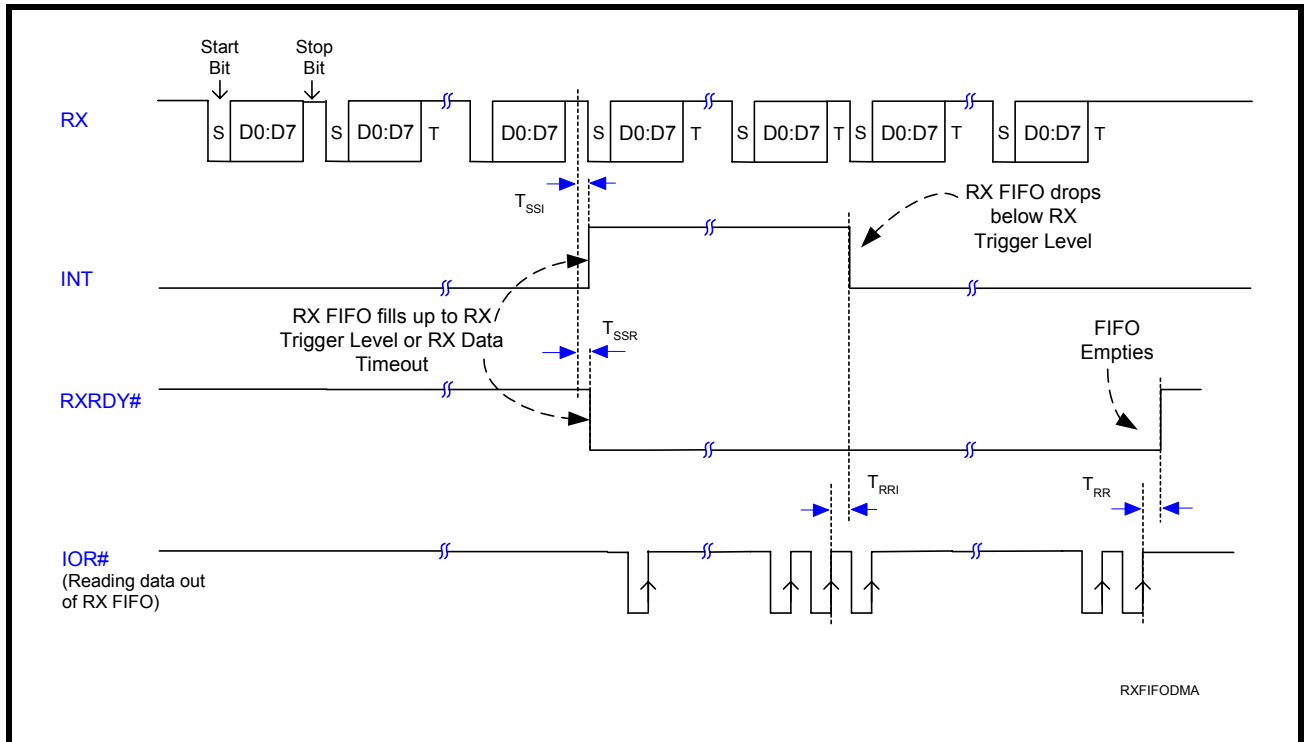 Start
Bit
Stop
Bit
RX
S D0:D7 S D0:D7 T D0:D7 S D0:D7 T S D0:D7 T S D0:D7 T S D0:D7 T
TSSI
RX FIFO drops
below RX
Trigger Level
INT
RX FIFO fills up to RX
Trigger Level or RX Data
Timeout
TSSR
FIFO
Empties
RXRDY#
TRRI
TRR
IOR#
(Reading data out
of RX FIFO)
RXFIFODMA